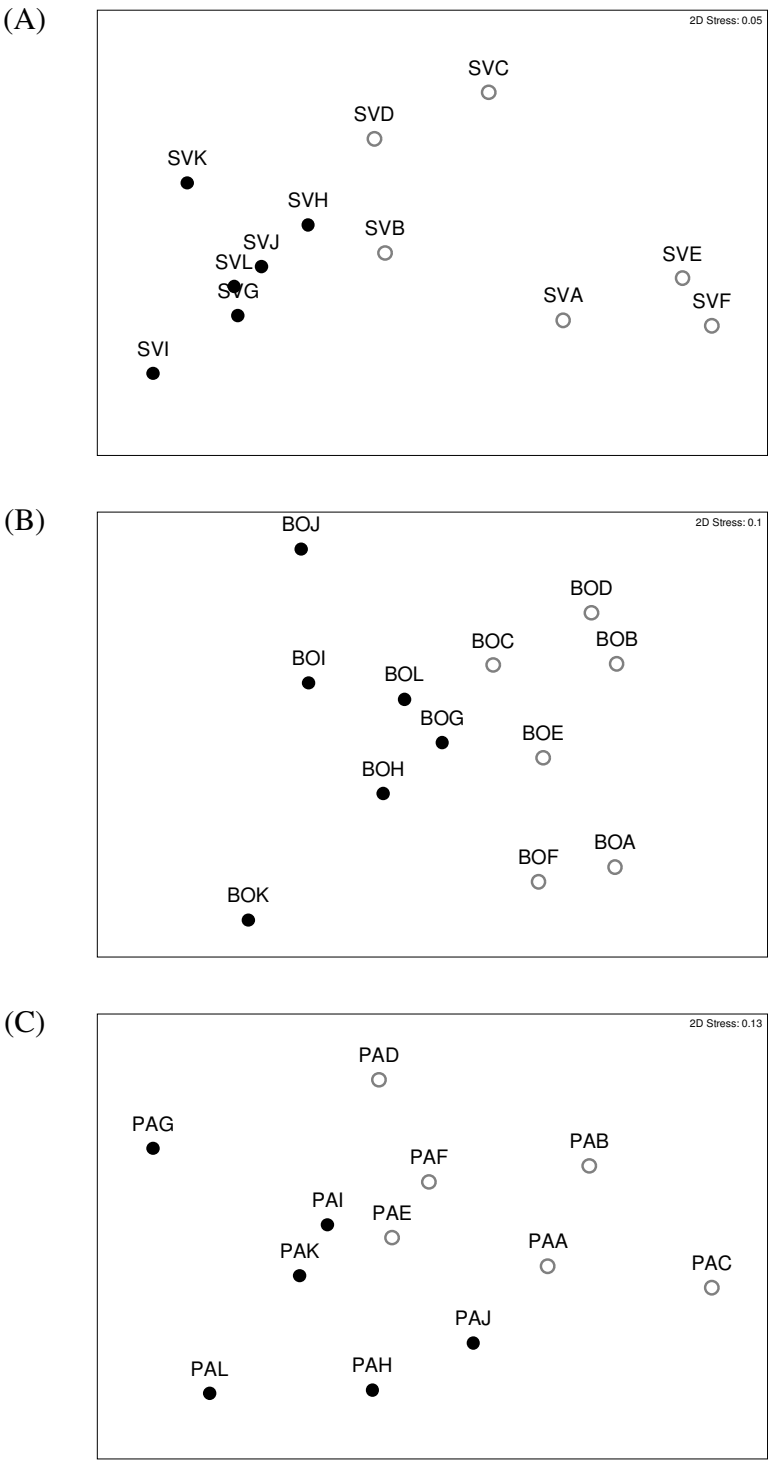 (A)
2D Stress: 0.05
SVC
SVD
SVK
SVH
SVB
SVJ
SVL
SVE
SVG
SVA
SVF
SVI
(B)
2D Stress: 0.1
BOJ
BOD
BOC
BOB
BOI
BOL
BOG
BOE
BOH
BOF
BOA
BOK
(C)
2D Stress: 0.13
PAD
PAG
PAB
PAF
PAI
PAE
PAK
PAA
PAC
PAJ
PAL
PAH